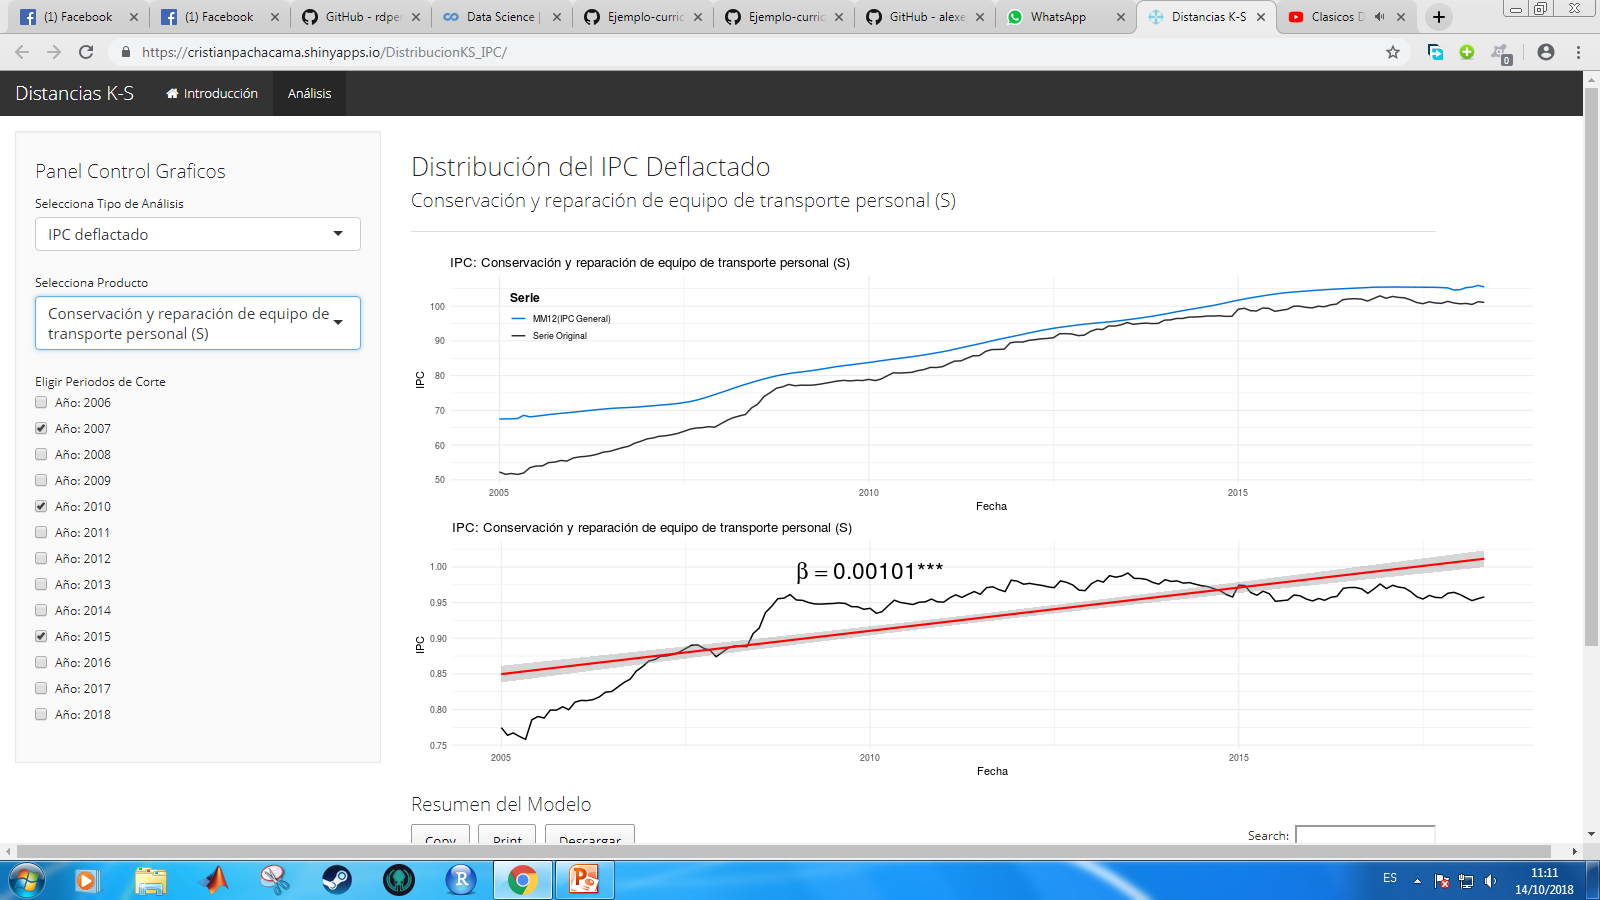 (1) Facebook
(1) Facebook
GitHub - rdpe
Data Science |
Ejemplo-curric
Ejemplo-curric
GitHub - alexe
WhatsApp
Distancias K-S
Clasicos D
https://cristianpachacama.shinyapps.io/DistribucionKS_IPC/
0
Distancias K-S
Introducción
Análisis
Panel Control Graficos
Selecciona Tipo de Análisis
IPC deflactado
Selecciona Producto
Conservación y reparación de equipo de
transporte personal (S)
Eligir Periodos de Corte
Año: 2006
Año: 2007
Año: 2008
Año: 2009
Año: 2010
Año: 2011
Año: 2012
Año: 2013
Año: 2014
Año: 2015
Año: 2016
Año: 2017
Año: 2018
Distribución del IPC Deflactado
Conservación y reparación de equipo de transporte personal (S)
IPC: Conservación y reparación de equipo de transporte personal (S)
Serie
MM12(IPC General)
Serie Original
IPC
100
90
80
70
60
50
2005
2010
2015
Fecha
IPC: Conservación y reparación de equipo de transporte personal (S)
β = 0.00101***
IPC
1.00
0.95
0.90
0.85
0.80
0.75
2005
2010
2015
Fecha
Resumen del Modelo
Copy
Print
Descargar
Search:
ES
11:11
14/10/2018